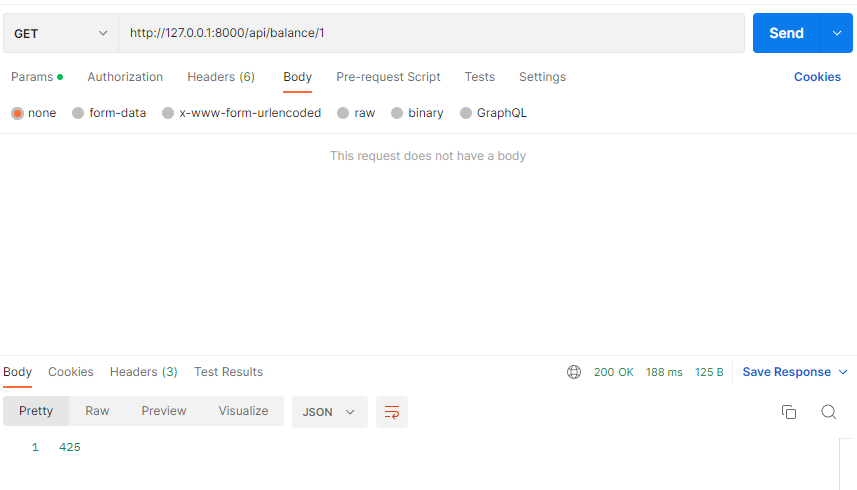 GET http://127.0.0.1:8000/api/balance/1 Send
Params Authorization Headers (6) Body Pre-request Script Tests Settings Cookies
none form-data x-www-form-urlencoded raw binary GraphQL
This request does not have a body
Body Cookies Headers (3) Test Results 200 OK 188 ms 125 B Save Response
Pretty Raw Preview Visualize JSON
1 425